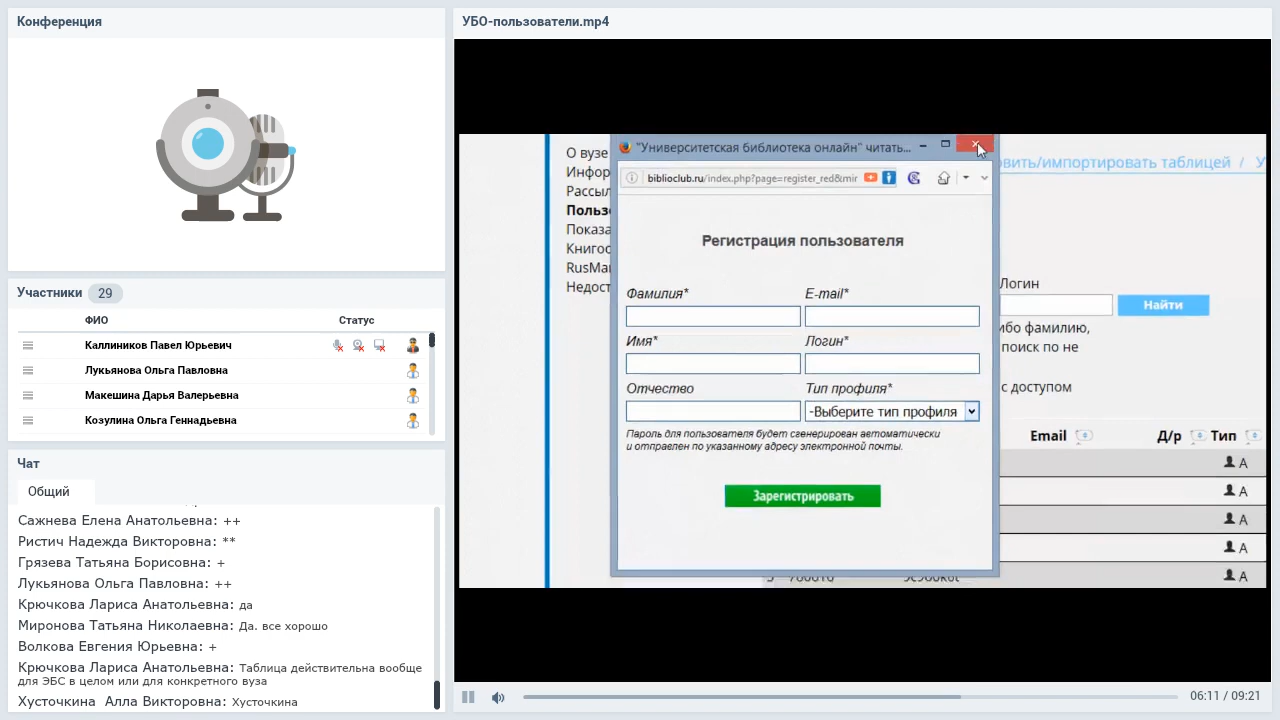 Конференция
УБО-пользователи.mp4
Участники 29
ФИО Статус
Каллиников Павел Юрьевич
Лукьянова Ольга Павловна
Макешина Дарья Валерьевна
Козулина Ольга Геннадьевна
Чат
Общий
Сажнева Елена Анатольевна: ++
Ристич Надежда Викторовна: **
Грязева Татьяна Борисовна: +
Лукьянова Ольга Павловна: ++
Крючкова Лариса Анатольевна: да
Миронова Татьяна Николаевна: Да. все хорошо
Волкова Евгения Юрьевна: +
Крючкова Лариса Анатольевна: Таблица действительна вообще
для ЭБС в целом или для конкретного вуза
Хусточкина Алла Викторовна: Хусточкина
О вузе
Инфор
Рассыл
Польз
Показа
Книгоо
RusMa
Недост
"Университетская библиотека онлайн" читать...
biblioclub.ru/index.php?page=register_red&mir
Регистрация пользователя
Фамилия* E-mail*
Имя* Логин*
Отчество Тип профиля*
-Выберите тип профиля
Пароль для пользователя будет сгенерирован автоматически
и отправлен по указанному адресу электронной почты.
Зарегистрировать
овить/импортировать таблицей / У
Логин
Найти
ибо фамилию,
поиск по не
с доступом
Email Д/р Тип
А
А
А
А
А
06:11 / 09:21